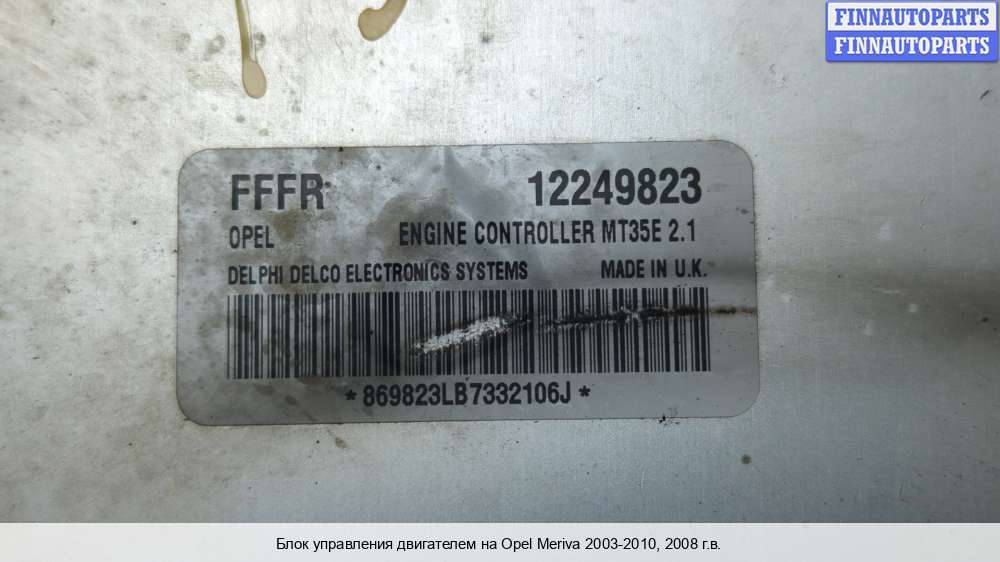 FINNAUTOPARTS
FINNAUTOPARTS
FFFR 12249823
OPEL ENGINE CONTROLLER MT35E 2.1
DELPHI DELCO ELECTRONICS SYSTEMS MADE IN U.K.
*869823LB7332106J*
Блок управления двигателем на Opel Meriva 2003-2010, 2008 г.в.